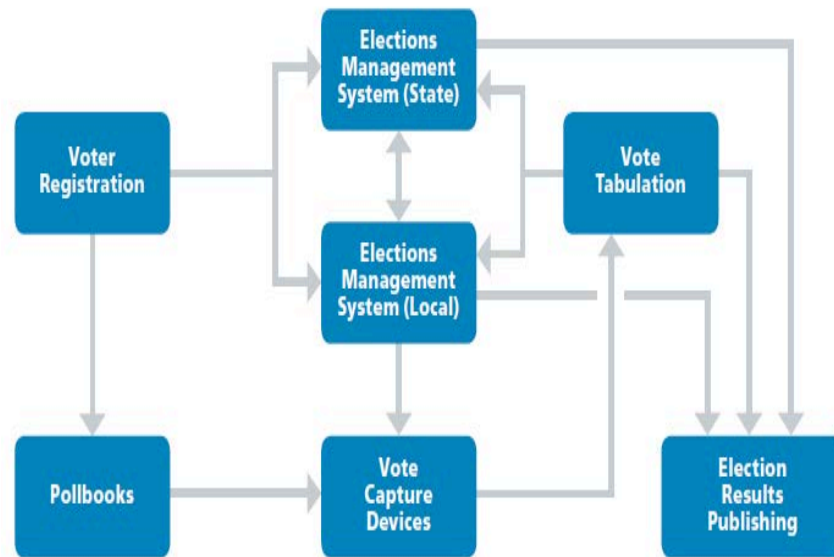 Elections
Management
System (State)
Voter
Registration
Vote
Tabulation
Elections
Management
System (Local)
Pollbooks
Vote
Capture
Devices
Election
Results
Publishing